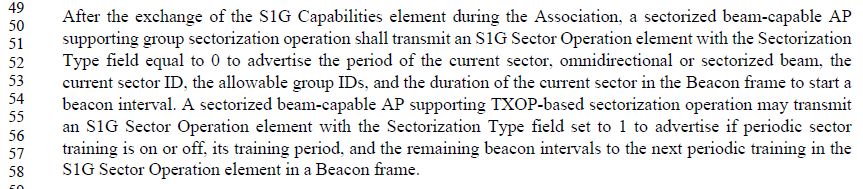 49
50 After the exchange of the S1G Capabilities element during the Association, a sectorized beam-capable AP
51 supporting group sectorization operation shall transmit an S1G Sector Operation element with the Sectorization
52 Type field equal to 0 to advertise the period of the current sector, omnidirectional or sectorized beam, the
53 current sector ID, the allowable group IDs, and the duration of the current sector in the Beacon frame to start a
54 beacon interval. A sectorized beam-capable AP supporting TXOP-based sectorization operation may transmit
55
56 an S1G Sector Operation element with the Sectorization Type field set to 1 to advertise if periodic sector
57 training is on or off, its training period, and the remaining beacon intervals to the next periodic training in the
58 S1G Sector Operation element in a Beacon frame.